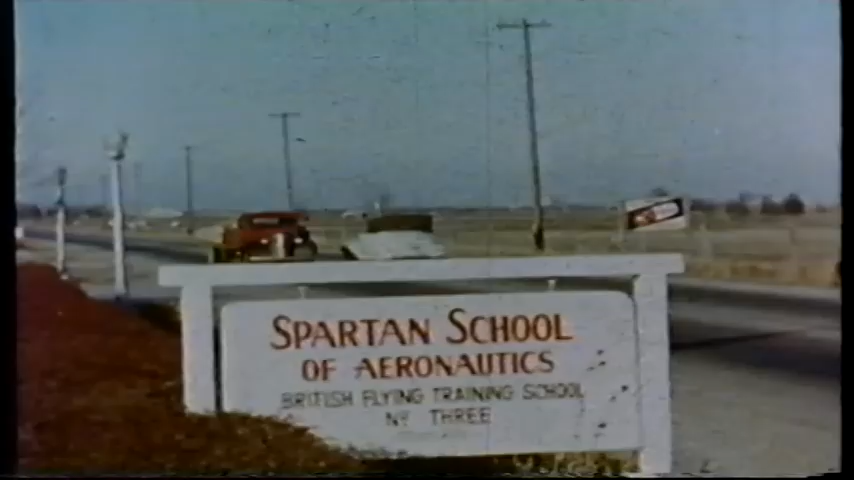 SPARTAN SCHOOL
OF AERONAUTICS
BRITISH FLYING TRAINING SCHOOL
Nº THREE